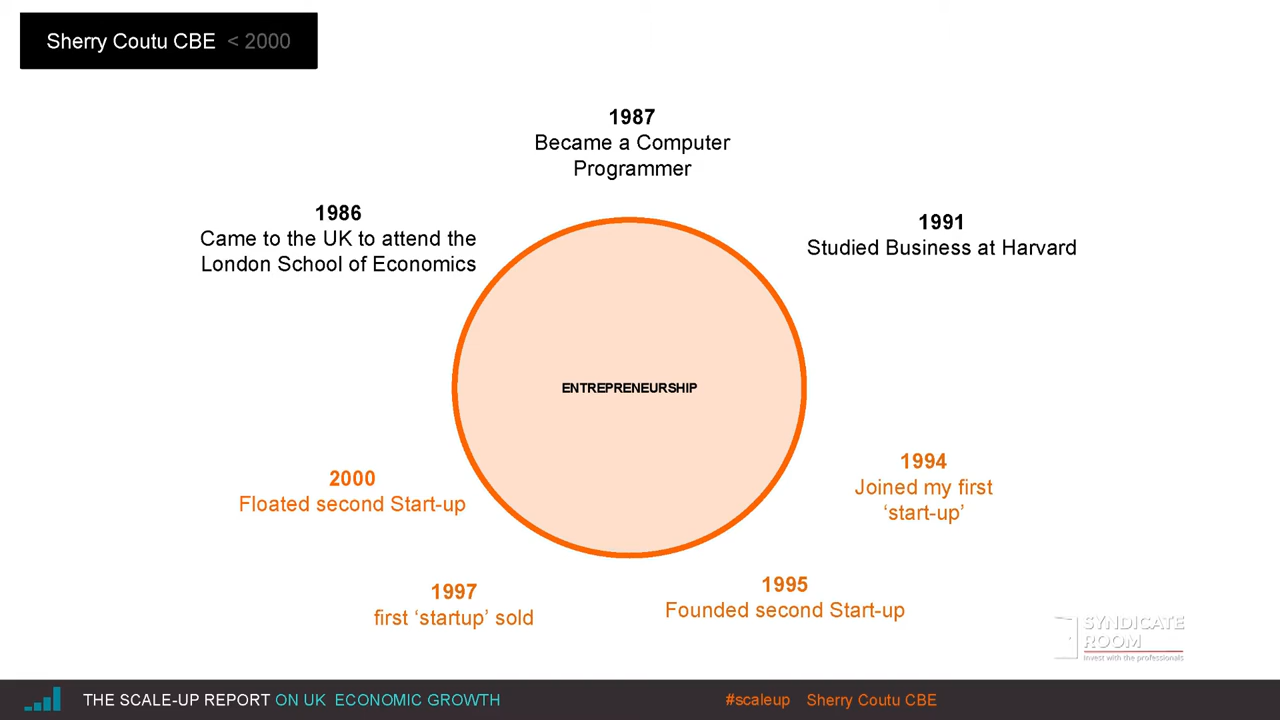 Sherry Coutu CBE < 2000
1987
Became a Computer
Programmer
1986
Came to the UK to attend the
London School of Economics
1991
Studied Business at Harvard
ENTREPRENEURSHIP
2000
Floated second Start-up
1994
Joined my first
‘start-up’
1997
first ‘startup’ sold
1995
Founded second Start-up
SYNDICATE
ROOM
Invest with the professionals
THE SCALE-UP REPORT ON UK ECONOMIC GROWTH
#scaleup Sherry Coutu CBE